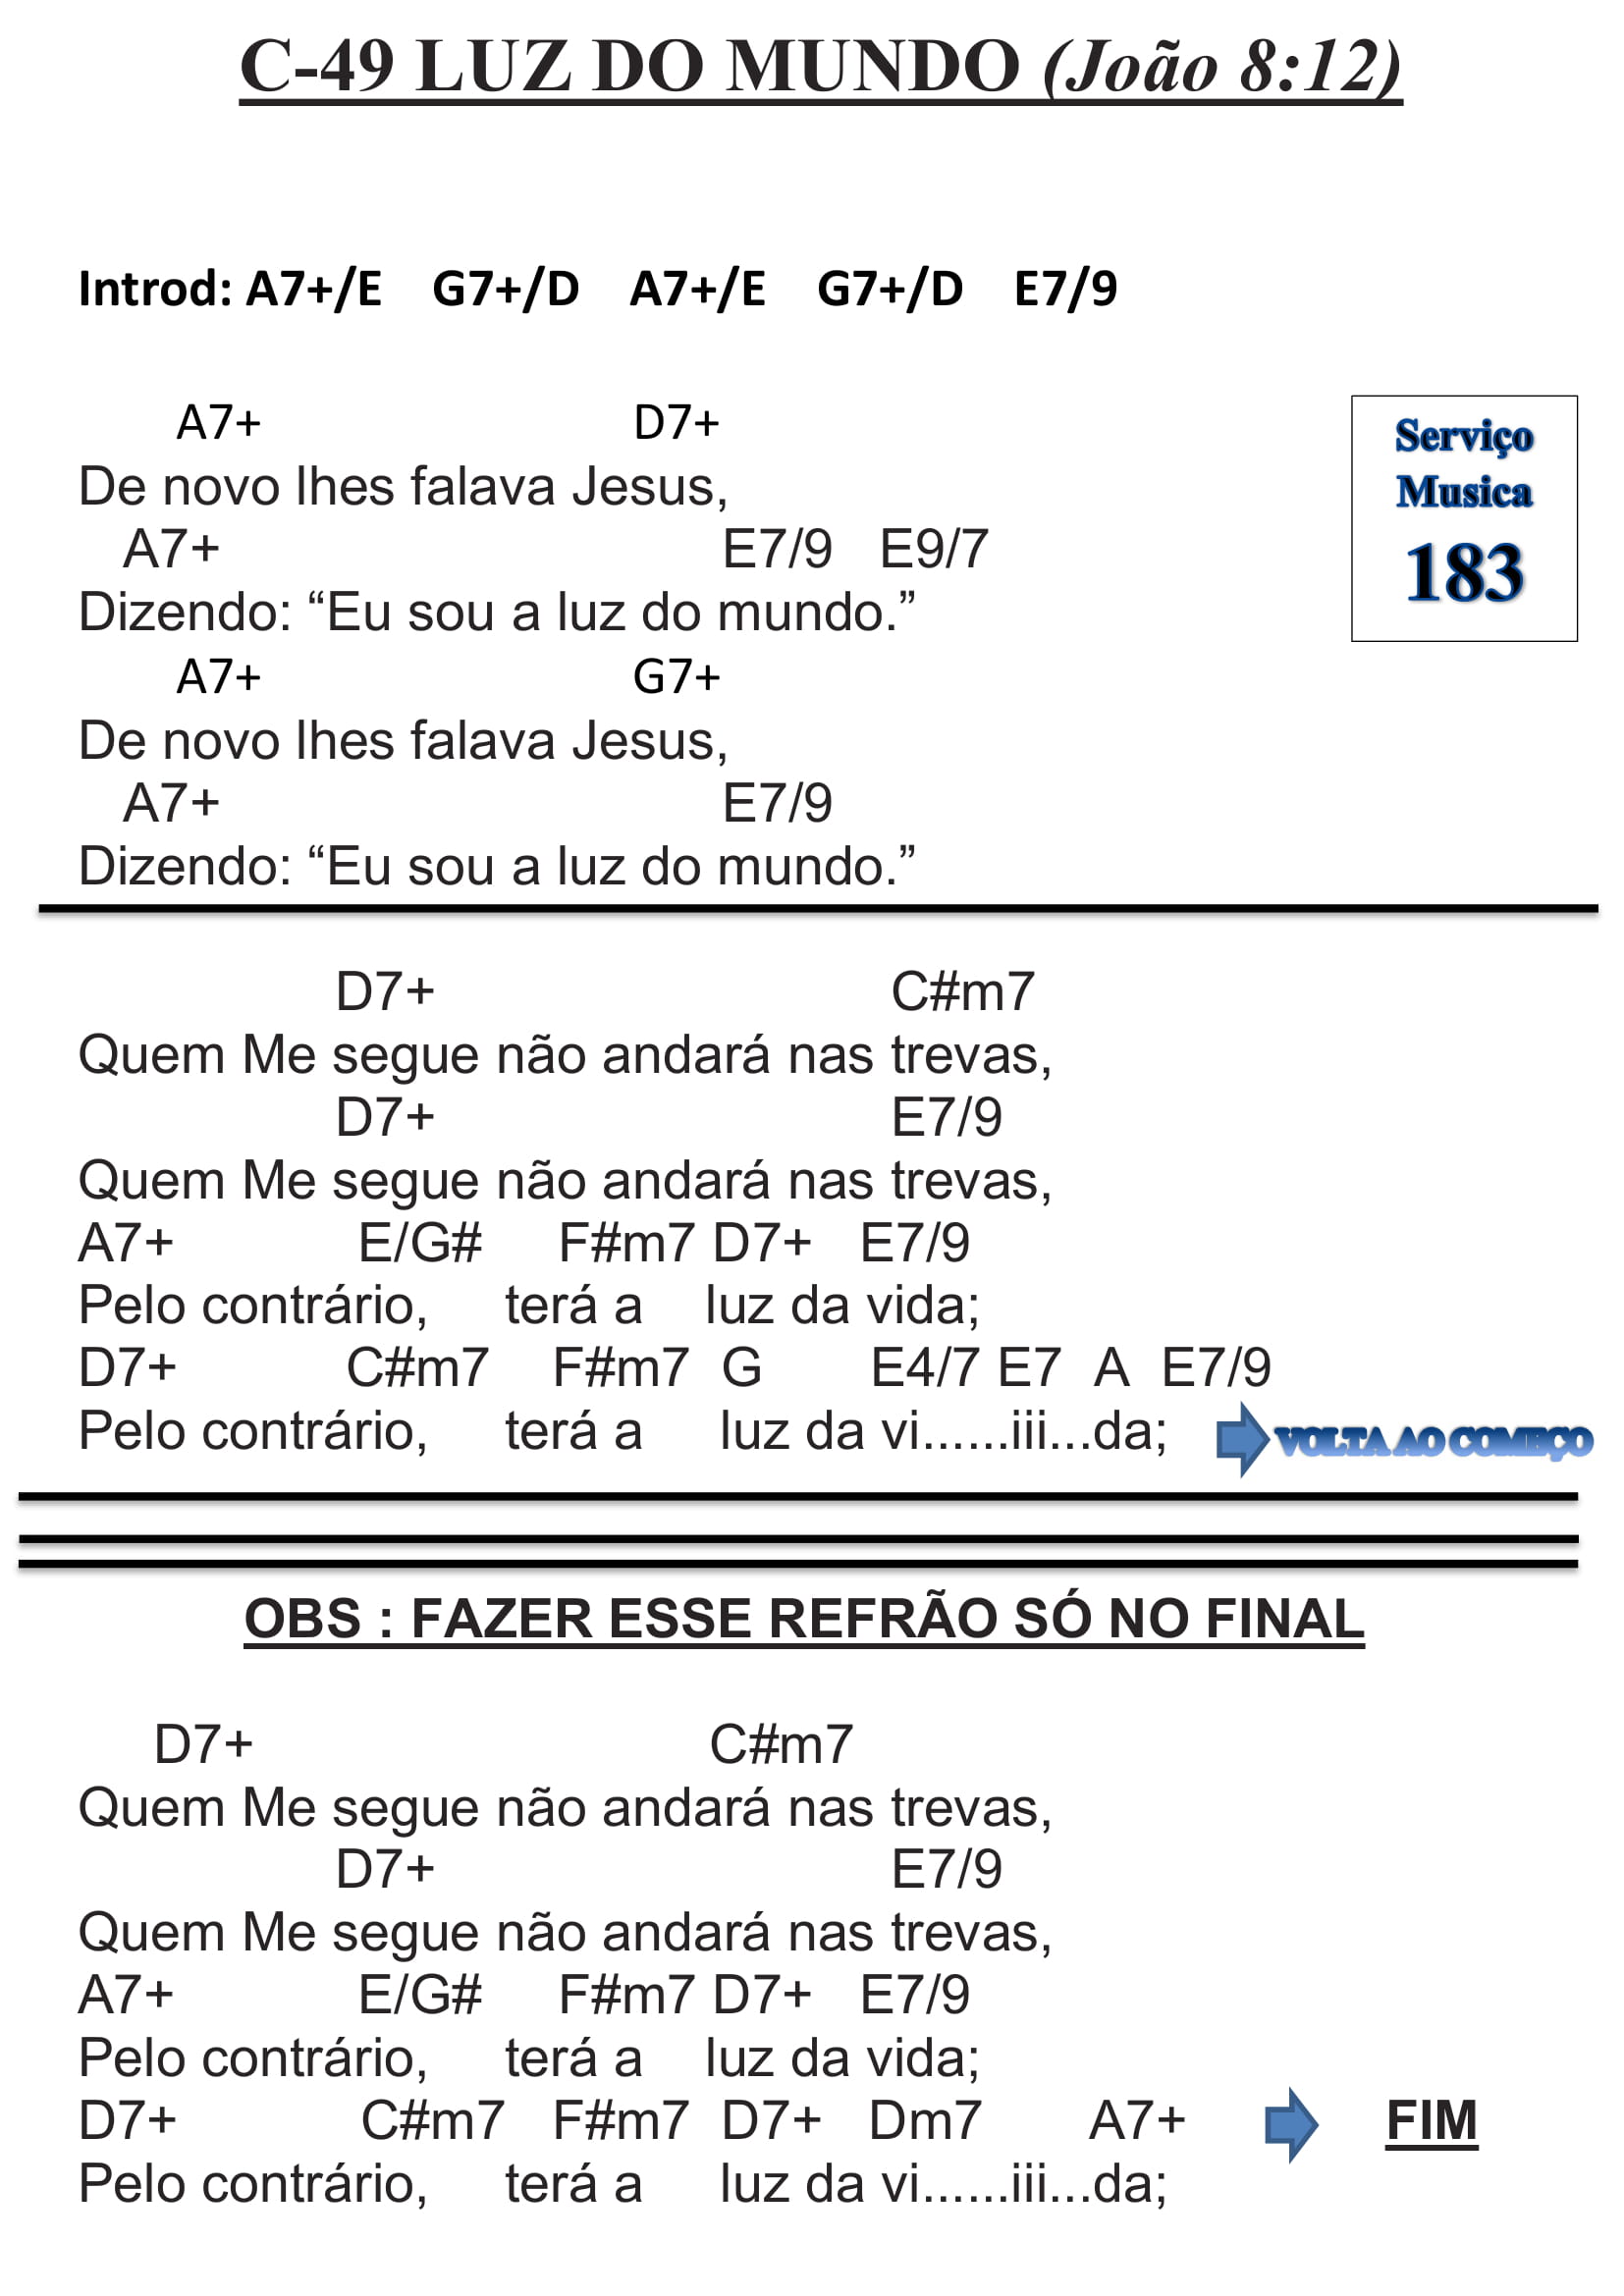 C-49 LUZ DO MUNDO (João 8:12)
Introd: A7+/E G7+/D A7+/E G7+/D E7/9
A7+ D7+
De novo lhes falava Jesus,
A7+ E7/9 E9/7
Dizendo: “Eu sou a luz do mundo.”
A7+ G7+
De novo lhes falava Jesus,
A7+ E7/9
Dizendo: “Eu sou a luz do mundo.”
Serviço
Musica
183
D7+ C#m7
Quem Me segue não andará nas trevas,
D7+ E7/9
Quem Me segue não andará nas trevas,
A7+ E/G# F#m7 D7+ E7/9
Pelo contrário, terá a luz da vida;
D7+ C#m7 F#m7 G E4/7 E7 A E7/9
Pelo contrário, terá a luz da vi......iii...da; VOLTA AO COMEÇO
OBS : FAZER ESSE REFRÃO SÓ NO FINAL
D7+ C#m7
Quem Me segue não andará nas trevas,
D7+ E7/9
Quem Me segue não andará nas trevas,
A7+ E/G# F#m7 D7+ E7/9
Pelo contrário, terá a luz da vida;
D7+ C#m7 F#m7 D7+ Dm7 A7+ FIM
Pelo contrário, terá a luz da vi......iii...da;